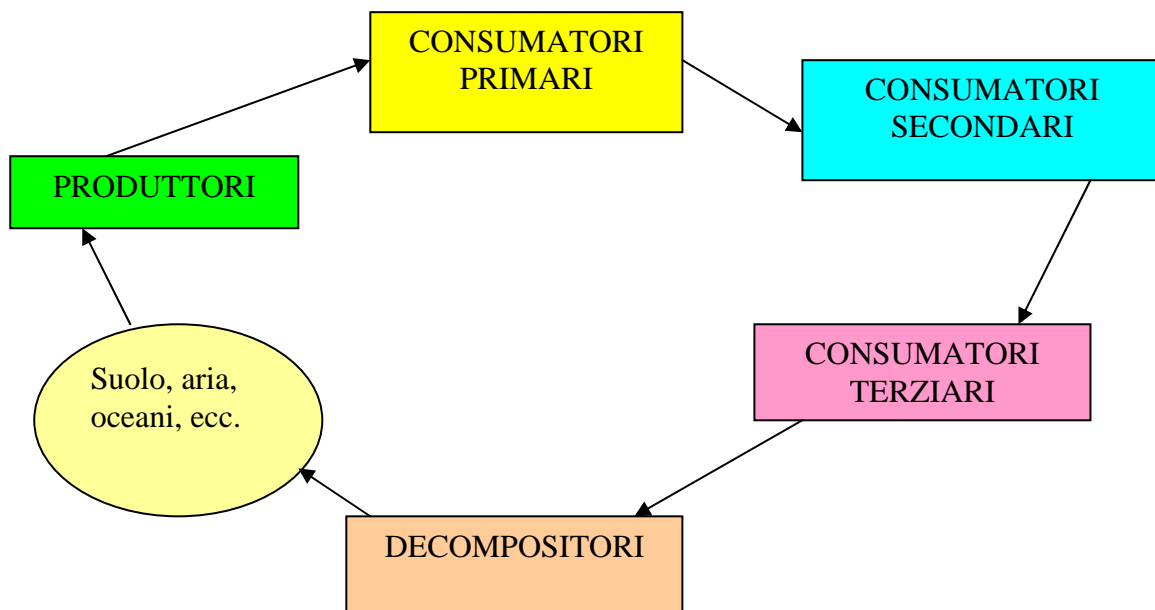 CONSUMATORI
PRIMARI
CONSUMATORI
SECONDARI
PRODUTTORI
CONSUMATORI
TERZIARI
Suolo, aria,
oceani, ecc.
DECOMPOSITORI